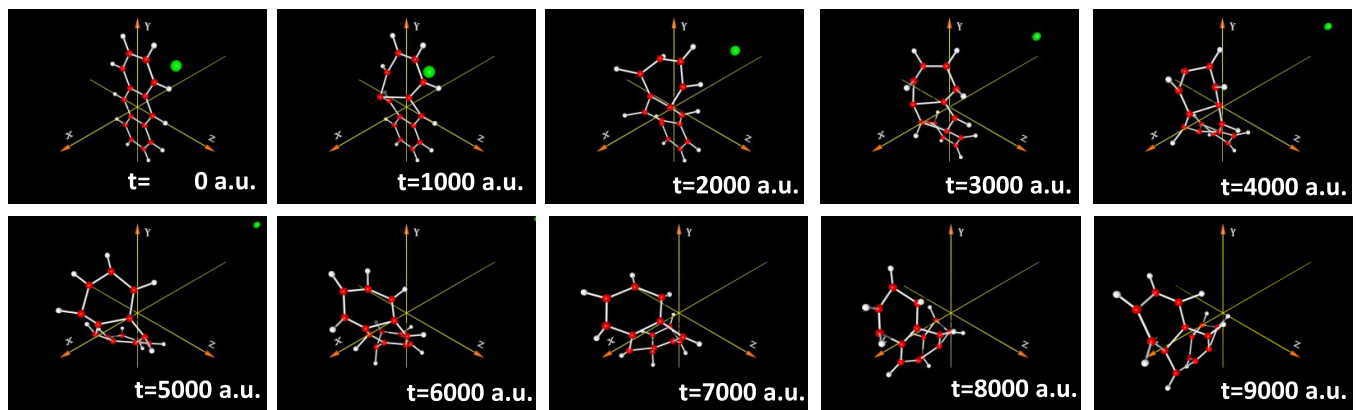 Y
X
Z
t= 0 a.u.
Y
X
Z
t=1000 a.u.
Y
X
Z
t=2000 a.u.
Y
X
Z
t=3000 a.u.
Y
X
Z
t=4000 a.u.
Y
X
Z
t=5000 a.u.
Y
X
Z
t=6000 a.u.
Y
X
Z
t=7000 a.u.
Y
X
Z
t=8000 a.u.
Y
X
Z
t=9000 a.u.